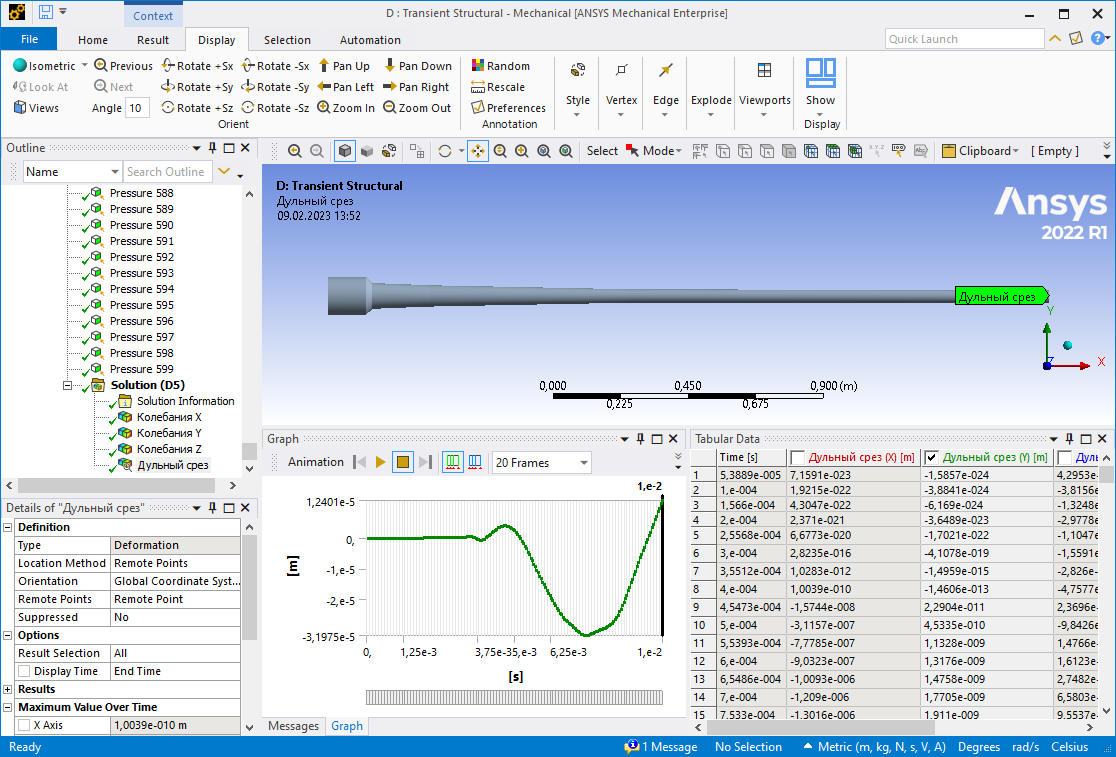 D : Transient Structural - Mechanical [ANSYS Mechanical Enterprise]
Context
File Home Result Display Selection Automation
Quick Launch
Isometric Previous Rotate +Sx Rotate -Sx Pan Up Pan Down Random
Look At Next Rotate +Sy Rotate -Sy Pan Left Pan Right Rescale
Views Angle 10 Rotate +Sz Rotate -Sz Zoom In Zoom Out Preferences
Style Vertex Edge Explode Viewports Show
Orient Annotation Display
Outline
Select Mode Clipboard [ Empty ]
Name Search Outline
Pressure 588
Pressure 589
Pressure 590
Pressure 591
Pressure 592
Pressure 593
Pressure 594
Pressure 595
Pressure 596
Pressure 597
Pressure 598
Pressure 599
Solution (D5)
Solution Information
Колебания X
Колебания Y
Колебания Z
Дульный срез
D: Transient Structural
Дульный срез
09.02.2023 13:52
Ansys
2022 R1
Дульный срез
Y
X
Z
0,000 0,450 0,900 (m)
0,225 0,675
Details of "Дульный срез"
Definition
Type Deformation
Location Method Remote Points
Orientation Global Coordinate Syst...
Remote Points Remote Point
Suppressed No
Options
Result Selection All
Display Time End Time
Results
Maximum Value Over Time
X Axis 1,0039e-010 m
Graph
Animation 20 Frames
1,e-2
1,2401e-5
0,
-1,e-5
-2,e-5
-3,1975e-5
[m]
0, 1,25e-3 3,75e-3 5,e-3 6,25e-3 1,e-2
[s]
Messages Graph
Tabular Data
Time [s] Дульный срез (X) [m] Дульный срез (Y) [m] Дуль
1 5,3889e-005 7,1591e-023 -1,5857e-024 4,2953e-
2 1,e-004 1,9215e-022 -3,8841e-024 -3,8156e
3 1,566e-004 4,3047e-022 -6,169e-024 -1,3248e
4 2,e-004 2,371e-021 -3,6489e-023 -2,9778e
5 2,5568e-004 6,6773e-020 -1,7021e-022 -1,1047e
6 3,e-004 2,8235e-016 -4,1078e-019 -1,5591e
7 3,5512e-004 1,0283e-012 -1,4959e-015 -2,826e-
8 4,e-004 1,0039e-010 -1,4606e-013 -4,7577e
9 4,5473e-004 -1,5744e-008 2,2904e-011 2,3696e-
10 5,e-004 -3,1157e-007 4,5335e-010 -9,8426e
11 5,5393e-004 -7,7785e-007 1,1328e-009 1,4766e-
12 6,e-004 -9,0323e-007 1,3176e-009 1,6123e-
13 6,5486e-004 -1,0093e-006 1,4758e-009 2,7482e-
14 7,e-004 -1,209e-006 1,7705e-009 6,5803e-
15 7,533e-004 -1,3016e-006 1,911e-009 9,5537e-
Ready 1 Message No Selection Metric (m, kg, N, s, V, A) Degrees rad/s Celsius